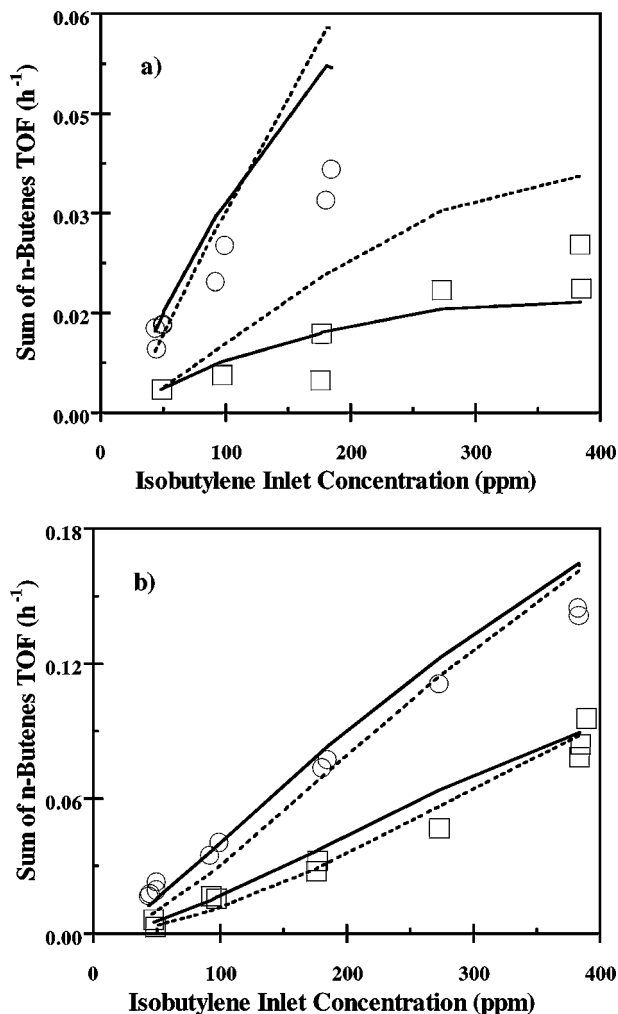 0.06
a)
0.05
0.03
0.02
0.00
Sum of n-Butenes TOF (h⁻¹)
0 100 200 300 400
Isobutylene Inlet Concentration (ppm)
0.18
b)
0.12
0.06
0.00
Sum of n-Butenes TOF (h⁻¹)
0 100 200 300 400
Isobutylene Inlet Concentration (ppm)